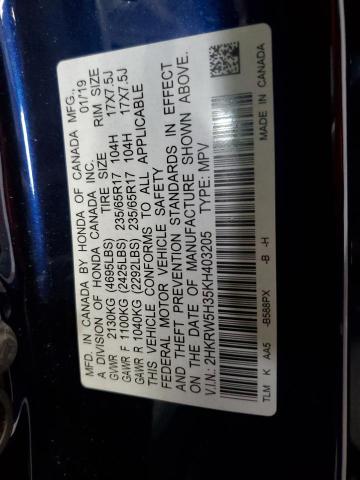 MFD. IN CANADA BY HONDA OF CANADA MFG., 01/19
A DIVISION OF HONDA CANADA INC.
TIRE SIZE RIM SIZE
GVWR 2130KG (4695LBS)
GAWR F 1100KG (2425LBS) 235/65R17 104H 17X7.5J
GAWR R 1040KG (2292LBS) 235/65R17 104H 17X7.5J
THIS VEHICLE CONFORMS TO ALL APPLICABLE
FEDERAL MOTOR VEHICLE SAFETY
AND THEFT PREVENTION STANDARDS IN EFFECT
ON THE DATE OF MANUFACTURE SHOWN ABOVE.
V.I.N.: 2HKRW5H35KH403205 TYPE: MPV
TLM K AA5 -B588PX -B -H MADE IN CANADA